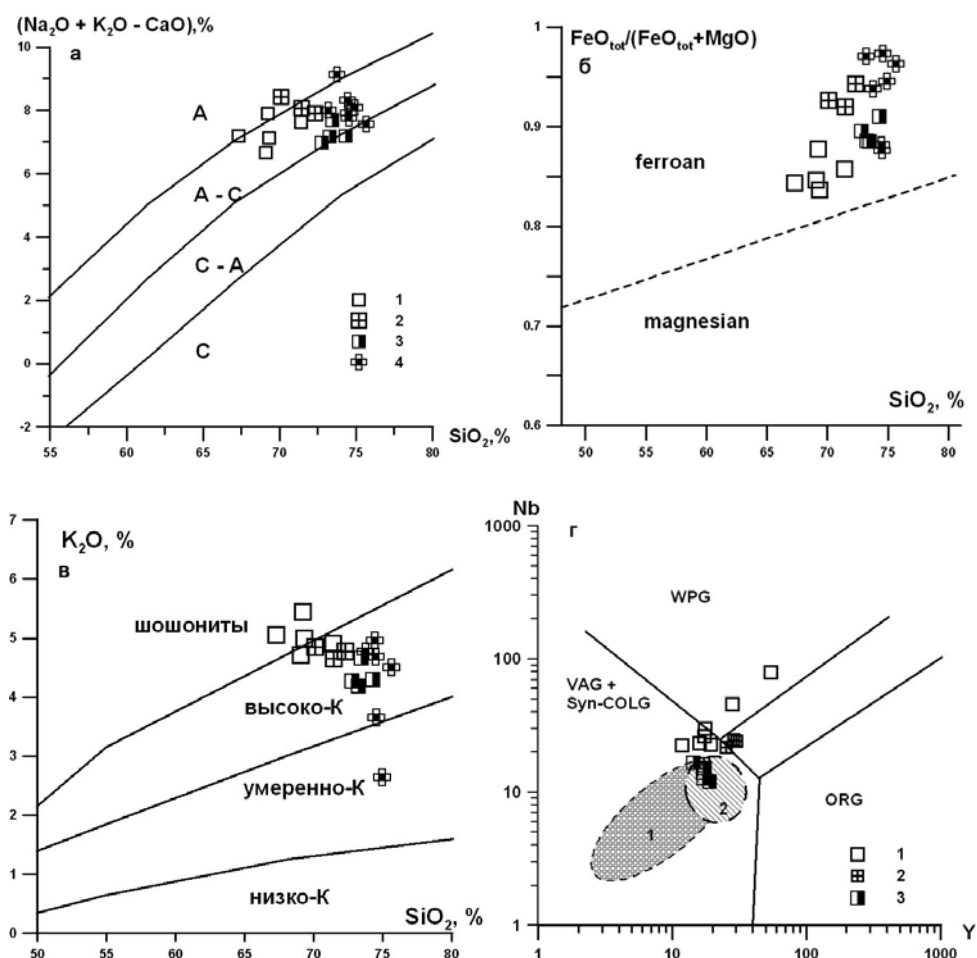 (Na₂O + K₂O - CaO),%
а
10
8
6
4
2
0
-2
A
A - C
C - A
C
1
2
3
4
55
60
65
70
75
80
SiO₂,%
FeO_tot/(FeO_tot+MgO)
б
1
0.9
0.8
0.7
0.6
ferroan
magnesian
SiO₂, %
50
55
60
65
70
75
80
K₂O, %
в
7
6
5
4
3
2
1
0
шошониты
высоко-К
умеренно-К
низко-К
SiO₂, %
50
55
60
65
70
75
80
Nb
г
1000
100
10
1
WPG
VAG +
Syn-COLG
ORG
1
2
1
2
3
1
10
100
1000
Y